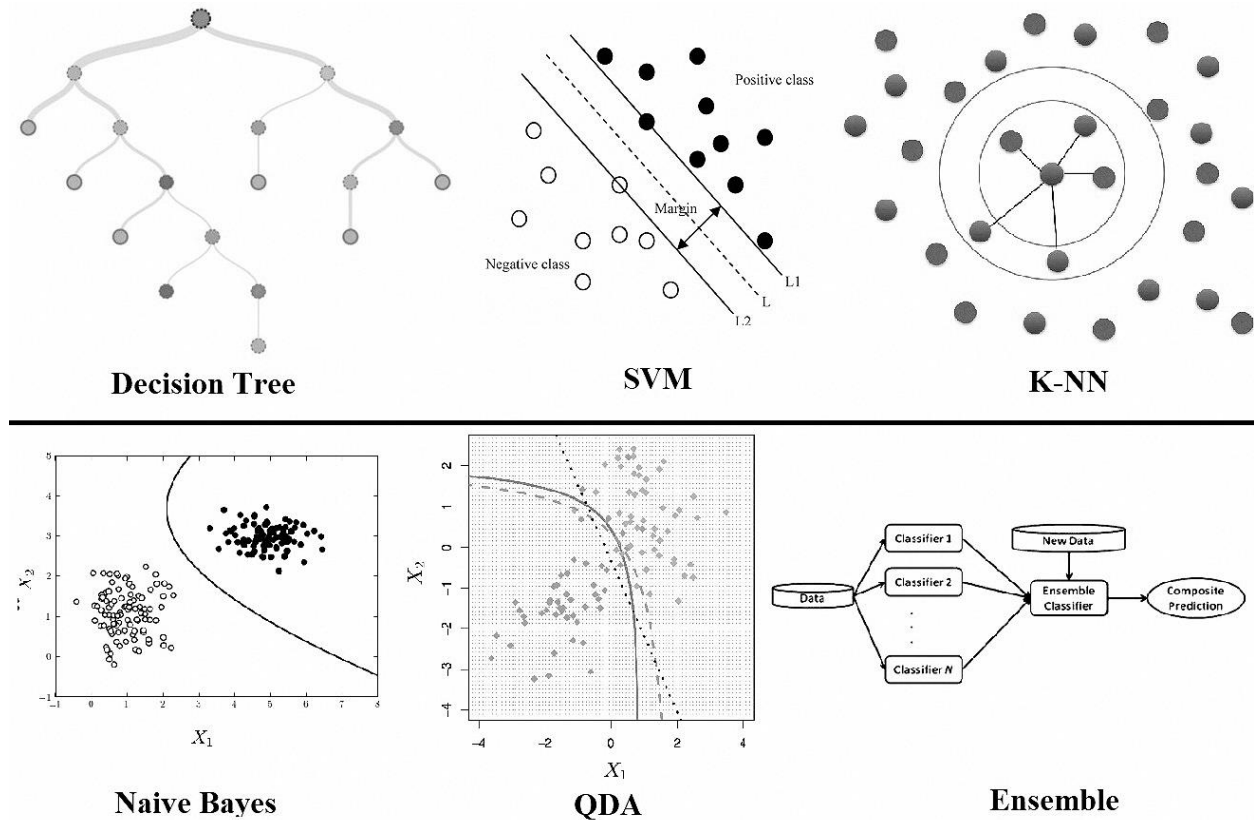 Positive class
Margin
Negative class
L1
L
L2
Decision Tree
SVM
K-NN
5
4
3
2
1
0
−1
X₂
−1 0 1 2 3 4 5 6 7 8
X₁
Naive Bayes
2
1
0
−1
−2
−3
−4
X₂
−4 −2 0 2 4
X₁
QDA
Data
Classifier 1
Classifier 2
Classifier N
New Data
Ensemble
Classifier
Composite
Prediction
Ensemble